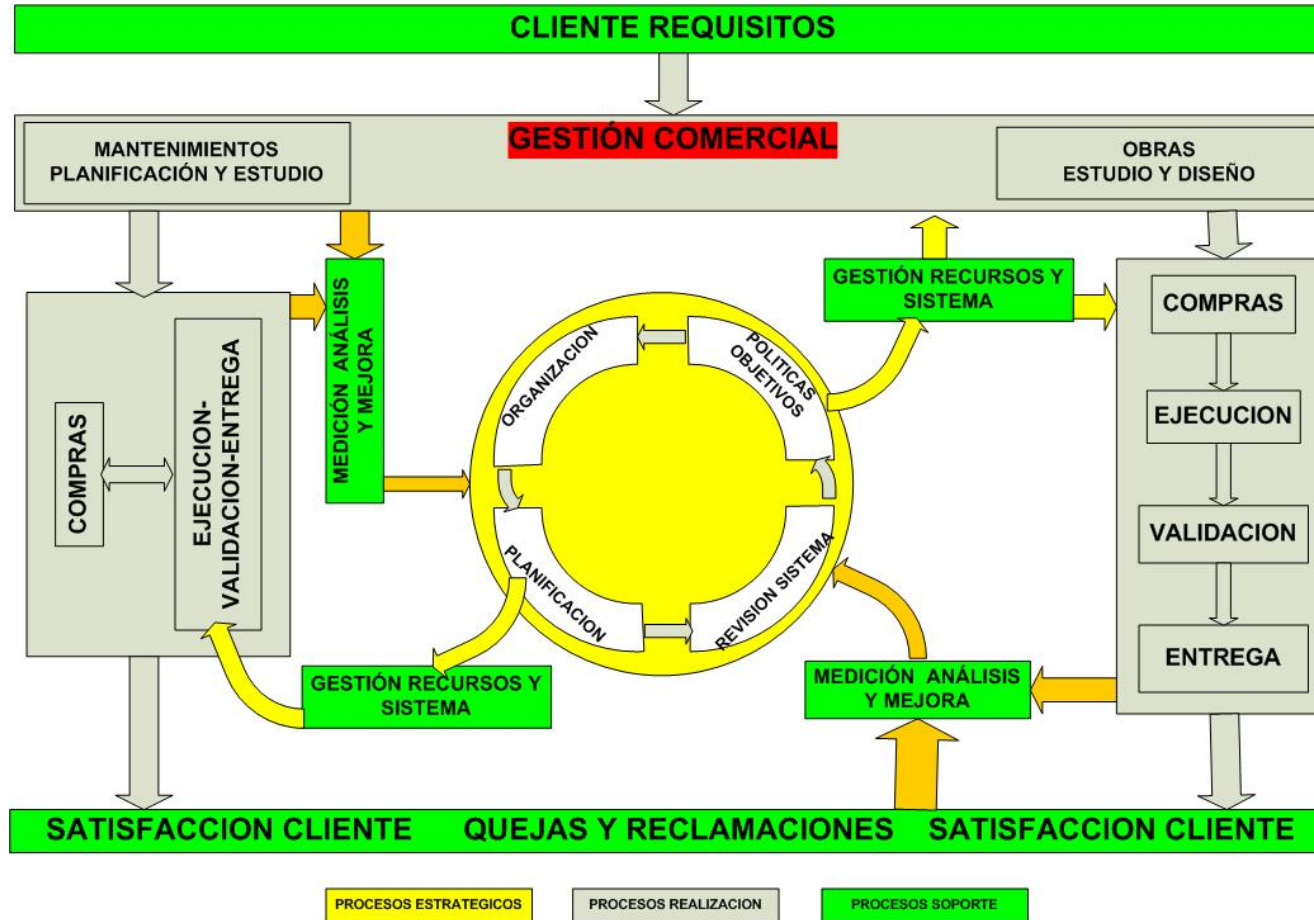 CLIENTE REQUISITOS
GESTIÓN COMERCIAL
MANTENIMIENTOS
PLANIFICACIÓN Y ESTUDIO
OBRAS
ESTUDIO Y DISEÑO
COMPRAS
EJECUCION-
VALIDACION-ENTREGA
MEDICIÓN ANÁLISIS
Y MEJORA
ORGANIZACION
POLITICAS
OBJETIVOS
PLANIFICACION
REVISION SISTEMA
GESTIÓN RECURSOS Y
SISTEMA
COMPRAS
EJECUCION
VALIDACION
ENTREGA
GESTIÓN RECURSOS Y
SISTEMA
MEDICIÓN ANÁLISIS
Y MEJORA
SATISFACCION CLIENTE QUEJAS Y RECLAMACIONES SATISFACCION CLIENTE
PROCESOS ESTRATEGICOS
PROCESOS REALIZACION
PROCESOS SOPORTE